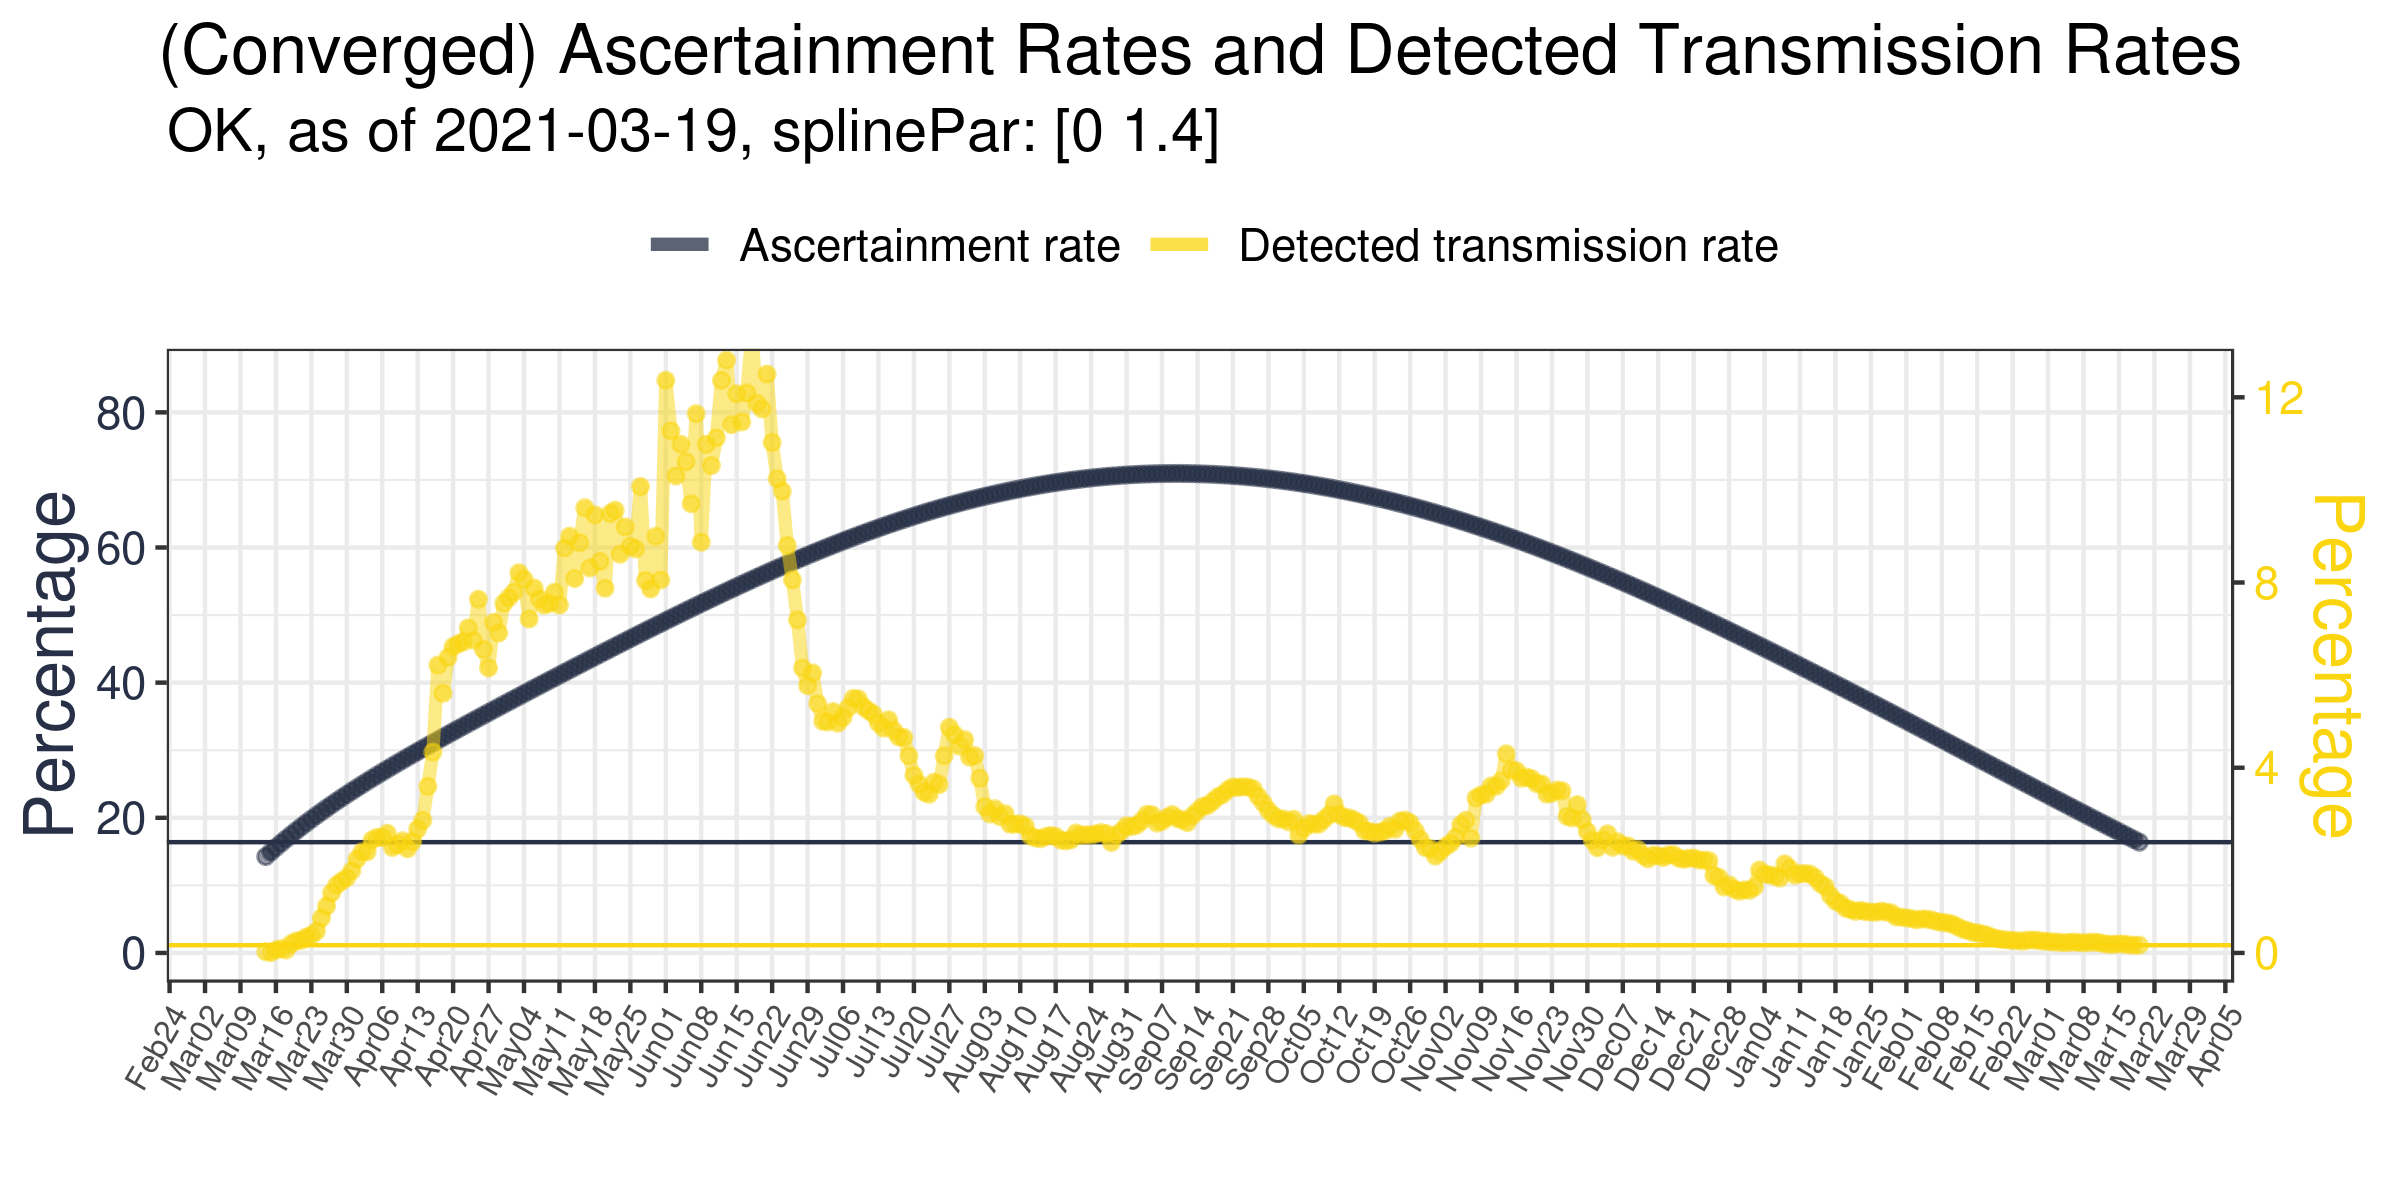 (Converged) Ascertainment Rates and Detected Transmission Rates
OK, as of 2021-03-19, splinePar: [0 1.4]
Ascertainment rate Detected transmission rate
Percentage
80
60
40
20
0
12
8
4
0
Percentage
Feb24 Mar02 Mar09 Mar16 Mar23 Mar30 Apr06 Apr13 Apr20 Apr27 May04 May11 May18 May25 Jun01 Jun08 Jun15 Jun22 Jun29 Jul06 Jul13 Jul20 Jul27 Aug03 Aug10 Aug17 Aug24 Aug31 Sep07 Sep14 Sep21 Sep28 Oct05 Oct12 Oct19 Oct26 Nov02 Nov09 Nov16 Nov23 Nov30 Dec07 Dec14 Dec21 Dec28 Jan04 Jan11 Jan18 Jan25 Feb01 Feb08 Feb15 Feb22 Mar01 Mar08 Mar15 Mar22 Mar29 Apr05